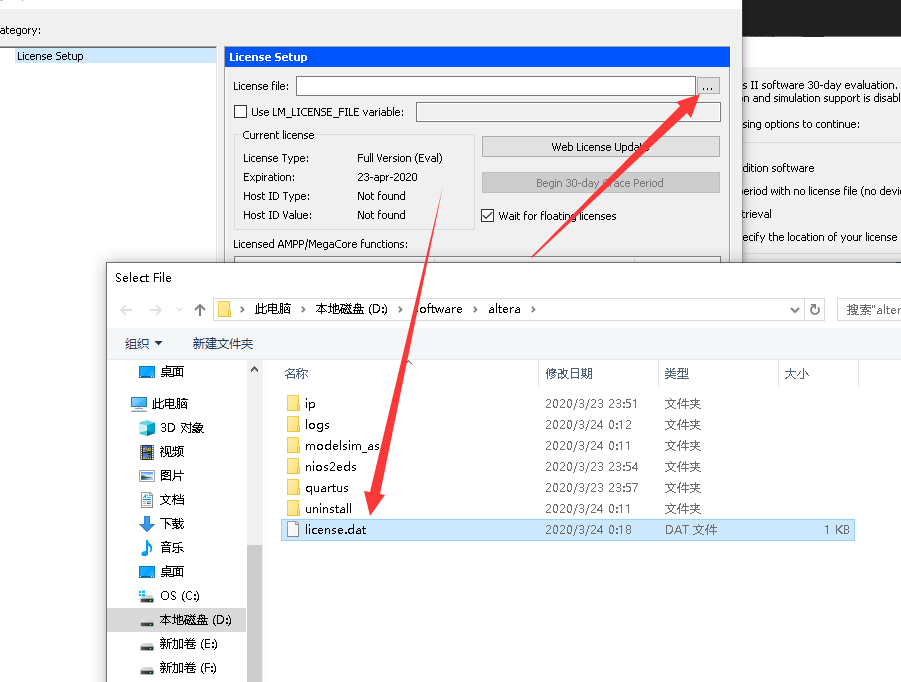 ategory:
License Setup
License Setup
License file:
...
Use LM_LICENSE_FILE variable:
Current license
License Type: Full Version (Eval)
Expiration: 23-apr-2020
Host ID Type: Not found
Host ID Value: Not found
Web License Update
Begin 30-day Grace Period
Wait for floating licenses
Licensed AMPP/MegaCore functions:
s II software 30-day evaluation.
on and simulation support is disabl
sing options to continue:
dition software
period with no license file (no devi
trieval
ecify the location of your license
Select File
此电脑 > 本地磁盘 (D:) > software > altera >
搜索"alter
组织
新建文件夹
桌面
此电脑
3D 对象
视频
图片
文档
下载
音乐
桌面
OS (C:)
本地磁盘 (D:)
新加卷 (E:)
新加卷 (F:)
名称 修改日期 类型 大小
ip 2020/3/23 23:51 文件夹
logs 2020/3/24 0:12 文件夹
modelsim_as 2020/3/24 0:11 文件夹
nios2eds 2020/3/23 23:54 文件夹
quartus 2020/3/23 23:57 文件夹
uninstall 2020/3/24 0:11 文件夹
license.dat 2020/3/24 0:18 DAT 文件 1 KB